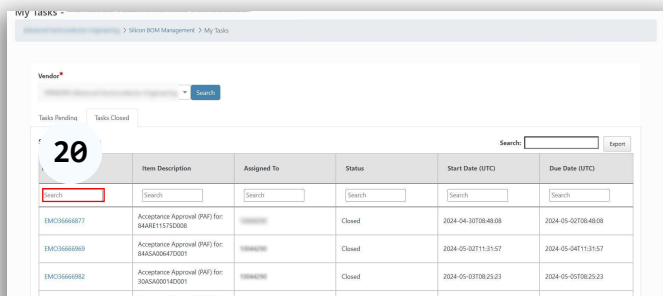 My Tasks -
> Silicon BOM Management > My Tasks
Vendor*
Search
Tasks Pending Tasks Closed
20
Search: Export
Item Description Assigned To Status Start Date (UTC) Due Date (UTC)
Search Search Search Search Search Search
EMO36666877 Acceptance Approval (PAF) for: Closed 2024-04-30T08:48:08 2024-05-02T08:48:08
84ARE11575D008
EMO36666969 Acceptance Approval (PAF) for: Closed 2024-05-02T11:31:57 2024-05-04T11:31:57
84ASA00647D001
EMO36666982 Acceptance Approval (PAF) for: Closed 2024-05-03T08:25:23 2024-05-05T08:25:23
30ASA00014D001